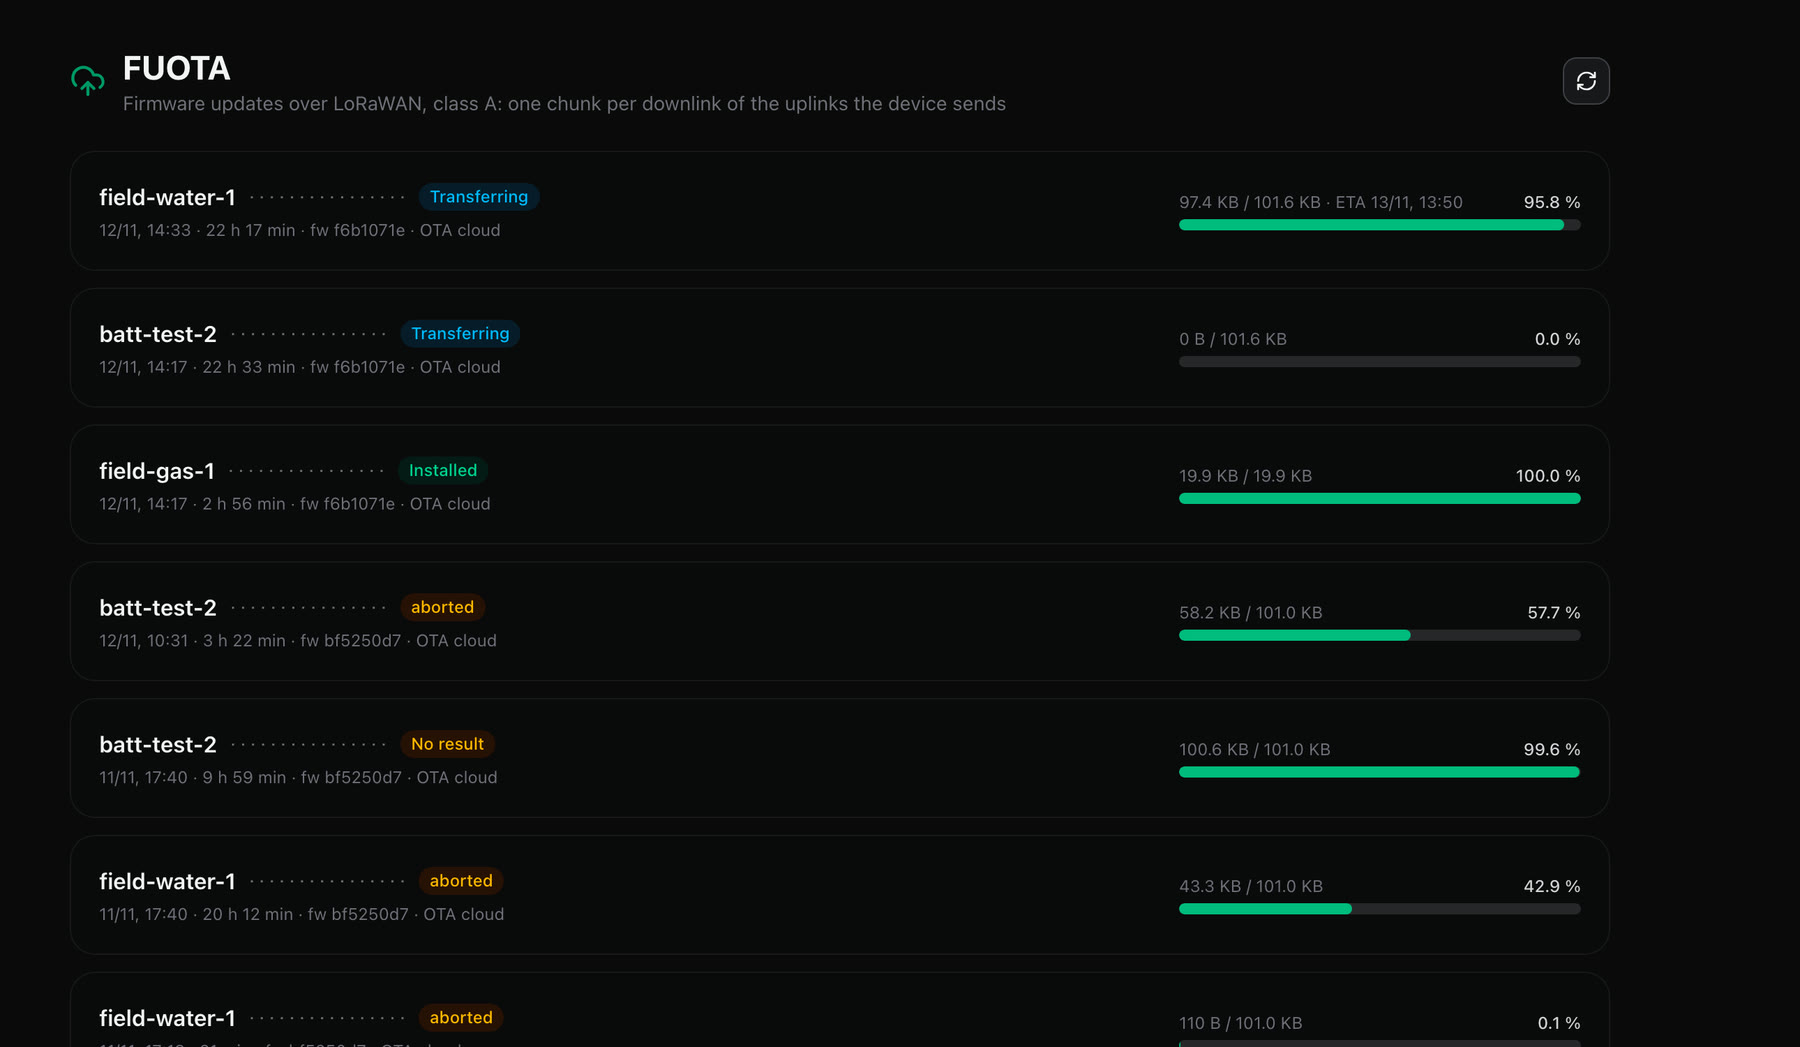 FUOTA
Firmware updates over LoRaWAN, class A: one chunk per downlink of the uplinks the device sends
field-water-1 ················ Transferring
97.4 KB / 101.6 KB · ETA 13/11, 13:50 95.8 %
12/11, 14:33 · 22 h 17 min · fw f6b1071e · OTA cloud
batt-test-2 ················ Transferring
0 B / 101.6 KB 0.0 %
12/11, 14:17 · 22 h 33 min · fw f6b1071e · OTA cloud
field-gas-1 ················ Installed
19.9 KB / 19.9 KB 100.0 %
12/11, 14:17 · 2 h 56 min · fw f6b1071e · OTA cloud
batt-test-2 ················ aborted
58.2 KB / 101.0 KB 57.7 %
12/11, 10:31 · 3 h 22 min · fw bf5250d7 · OTA cloud
batt-test-2 ················ No result
100.6 KB / 101.0 KB 99.6 %
11/11, 17:40 · 9 h 59 min · fw bf5250d7 · OTA cloud
field-water-1 ················ aborted
43.3 KB / 101.0 KB 42.9 %
11/11, 17:40 · 20 h 12 min · fw bf5250d7 · OTA cloud
field-water-1 ················ aborted
110 B / 101.0 KB 0.1 %